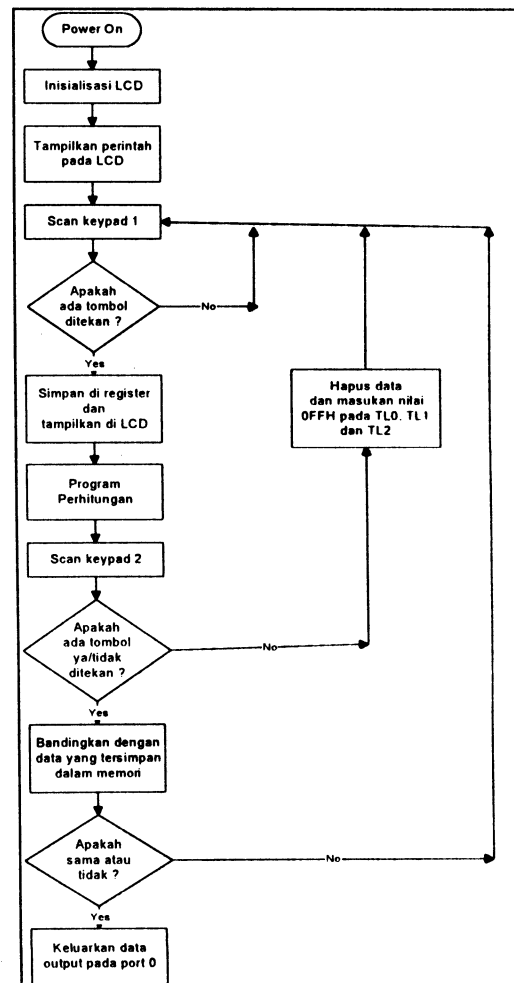 Power On
Inisialisasi LCD
Tampilkan perintah
pada LCD
Scan keypad 1
Apakah
ada tombol
ditekan ?
No
Yes
Simpan di register
dan
tampilkan di LCD
Hapus data
dan masukan nilai
0FFH pada TL0, TL1
dan TL2
Program
Perhitungan
Scan keypad 2
Apakah
ada tombol
ya/tidak
ditekan ?
No
Yes
Bandingkan dengan
data yang tersimpan
dalam memori
Apakah
sama atau
tidak ?
No
Yes
Keluarkan data
output pada port 0